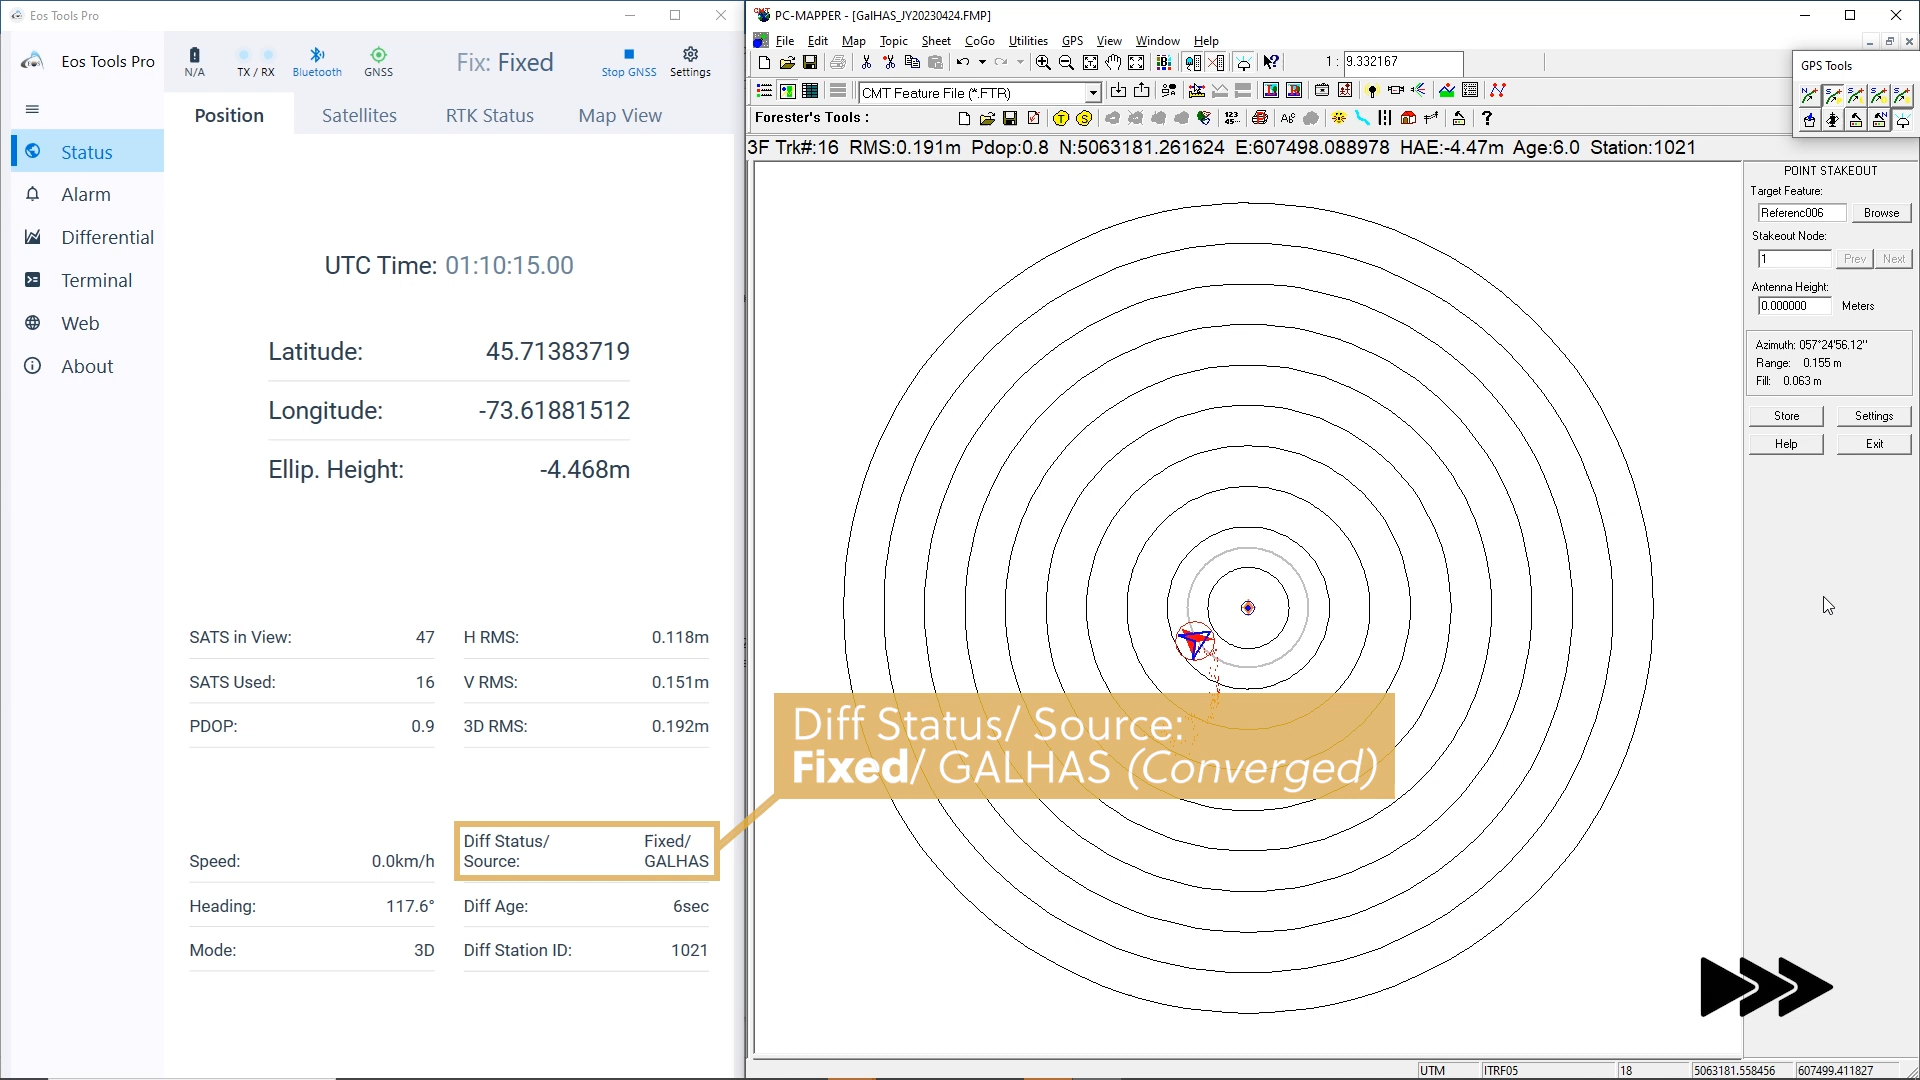 Eos Tools Pro
Eos Tools Pro
N/A
TX / RX
Bluetooth
GNSS
Fix: Fixed
Stop GNSS
Settings
Position
Satellites
RTK Status
Map View
Status
Alarm
Differential
Terminal
Web
About
UTC Time: 01:10:15.00
Latitude: 45.71383719
Longitude: -73.61881512
Ellip. Height: -4.468m
SATS in View: 47
H RMS: 0.118m
SATS Used: 16
V RMS: 0.151m
PDOP: 0.9
3D RMS: 0.192m
Speed: 0.0km/h
Diff Status/ Fixed/
Source: GALHAS
Heading: 117.6°
Diff Age: 6sec
Mode: 3D
Diff Station ID: 1021
PC-MAPPER - [GalHAS_JY20230424.FMP]
File Edit Map Topic Sheet CoGo Utilities GPS View Window Help
1 : 9.332167
CMT Feature File (*.FTR)
Forester's Tools :
3F Trk#:16 RMS:0.191m Pdop:0.8 N:5063181.261624 E:607498.088978 HAE:-4.47m Age:6.0 Station:1021
GPS Tools
POINT STAKEOUT
Target Feature:
Referenc006 Browse
Stakeout Node:
1 Prev Next
Antenna Height:
0.000000 Meters
Azimuth: 057°24'56.12"
Range: 0.155 m
Fill: 0.063 m
Store Settings
Help Exit
Diff Status/ Source:
Fixed/ GALHAS (Converged)
UTM ITRF05 18 5063181.558456 607499.411827